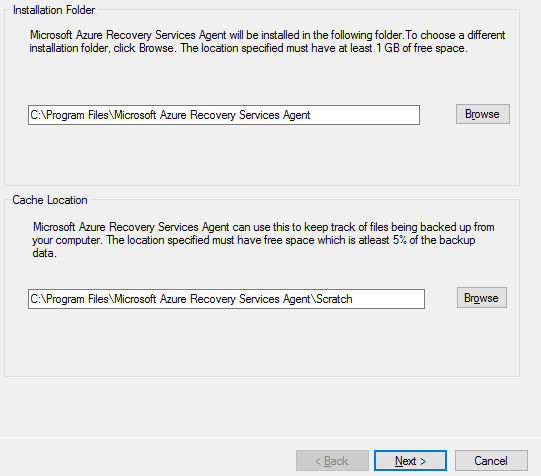 Installation Folder
Microsoft Azure Recovery Services Agent will be installed in the following folder.To choose a different
installation folder, click Browse. The location specified must have at least 1 GB of free space.
C:\Program Files\Microsoft Azure Recovery Services Agent
Browse
Cache Location
Microsoft Azure Recovery Services Agent can use this to keep track of files being backed up from
your computer. The location specified must have free space which is atleast 5% of the backup
data.
C:\Program Files\Microsoft Azure Recovery Services Agent\Scratch
Browse
< Back
Next >
Cancel